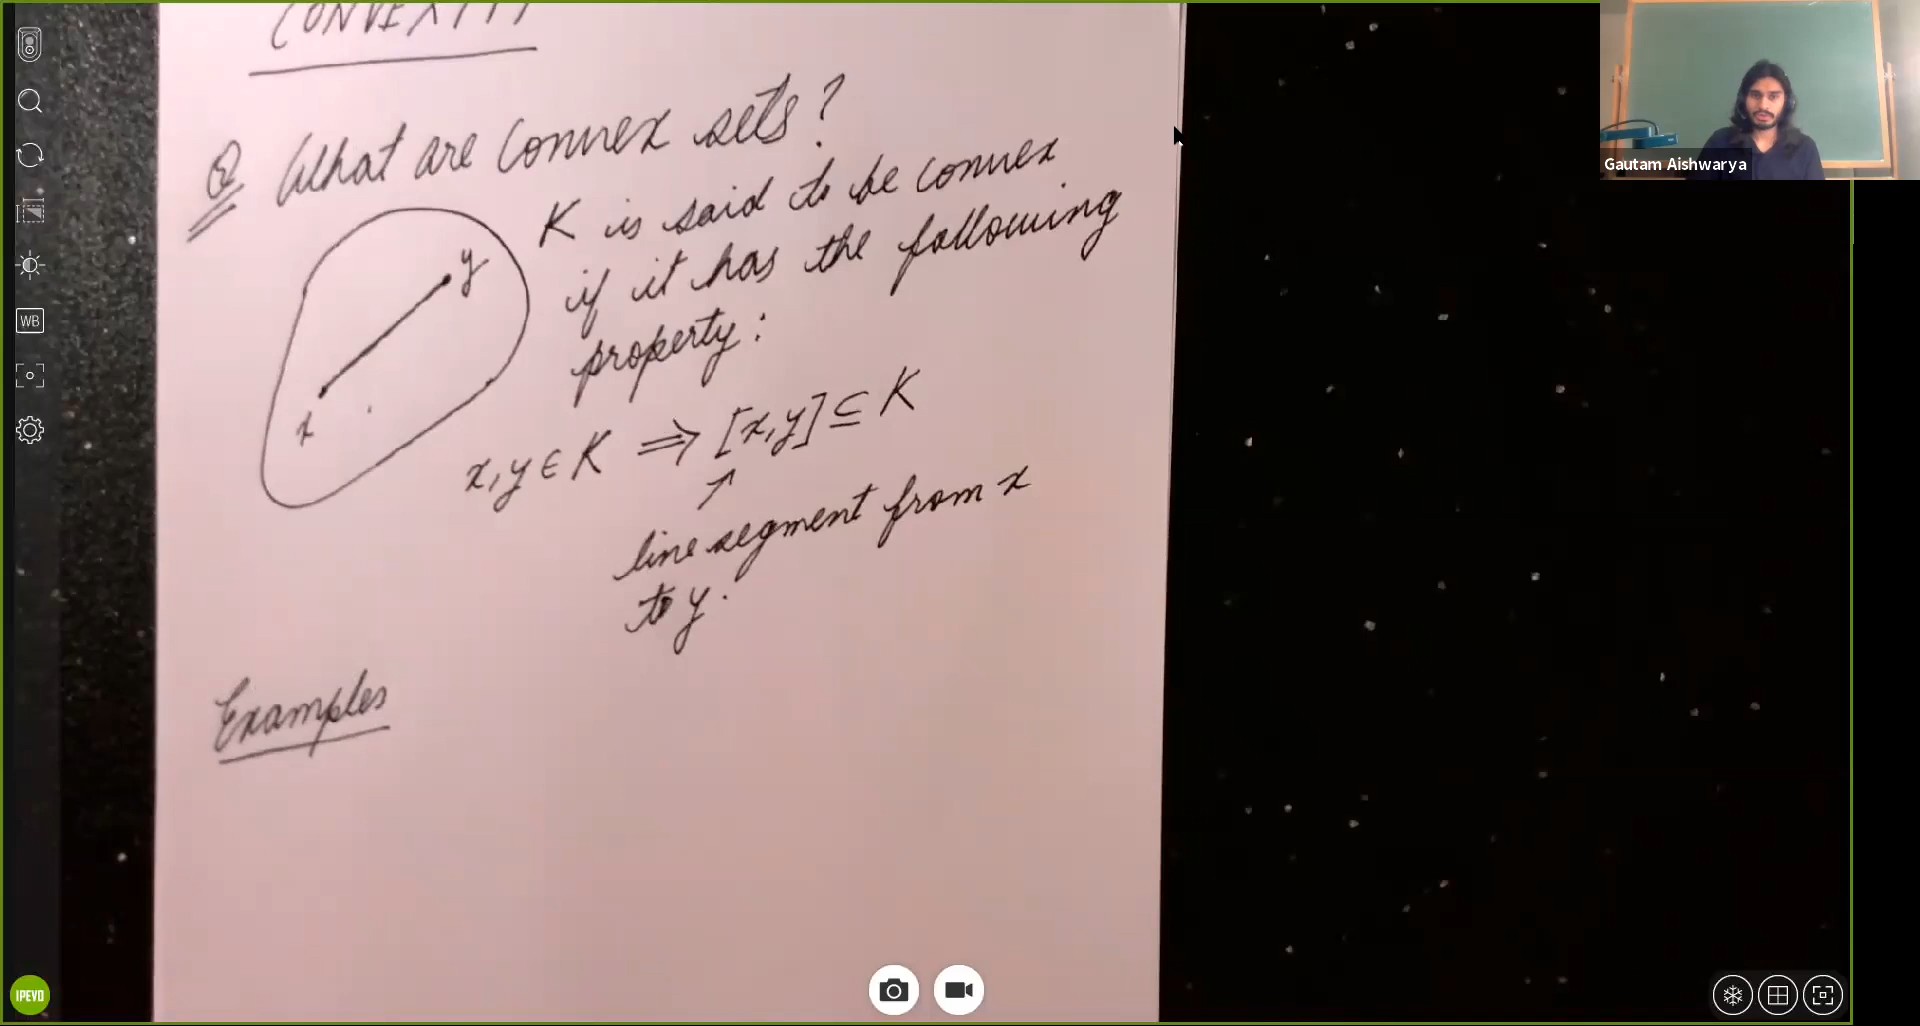 CONVEXITY
Q What are convex sets?
K is said to be convex
if it has the following
property:
y
x
x, y ∈ K ⟹ [x,y] ⊆ K
↑
line segment from x
to y.
Examples
Gautam Aishwarya
WB
IPEVO